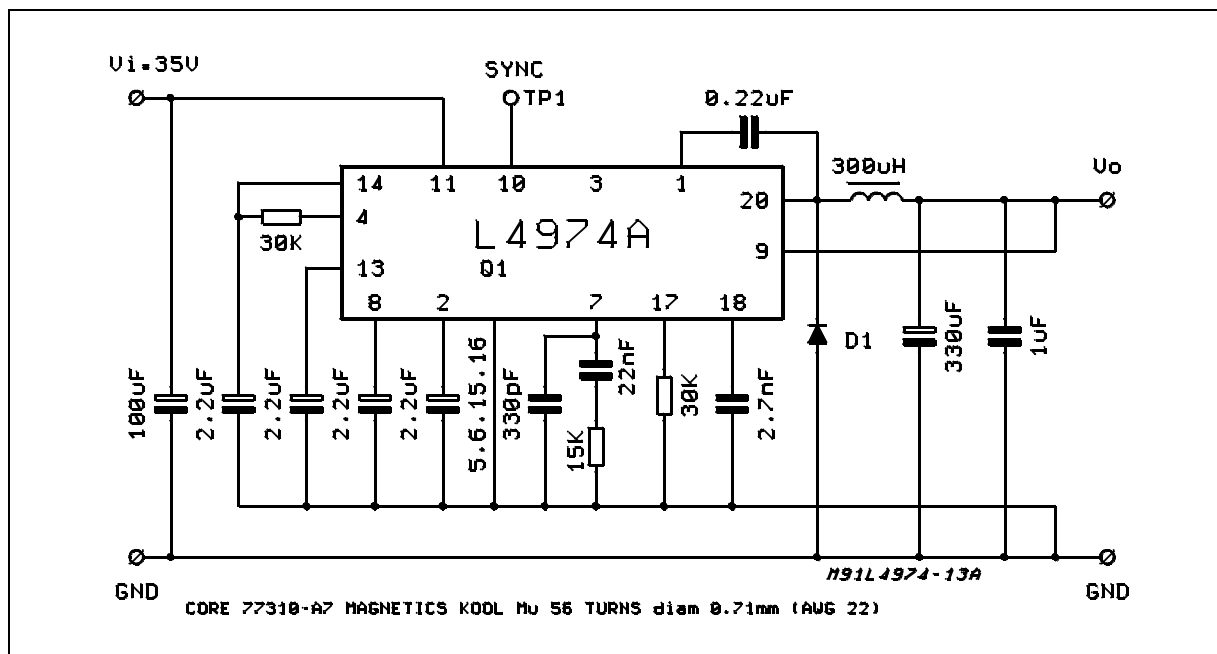 Vi=35V
SYNC
TP1
0.22uF
300uH
Vo
14
11
10
3
1
20
4
30K
L4974A
9
13
Q1
8
2
7
17
18
D1
100uF
2.2uF
2.2uF
2.2uF
2.2uF
5.6.15.16
330pF
22nF
15K
30K
2.7nF
330uF
1uF
GND
M91L4974-13A
GND
CORE 77310-A7 MAGNETICS KOOL Mu 56 TURNS diam 0.71mm (AWG 22)